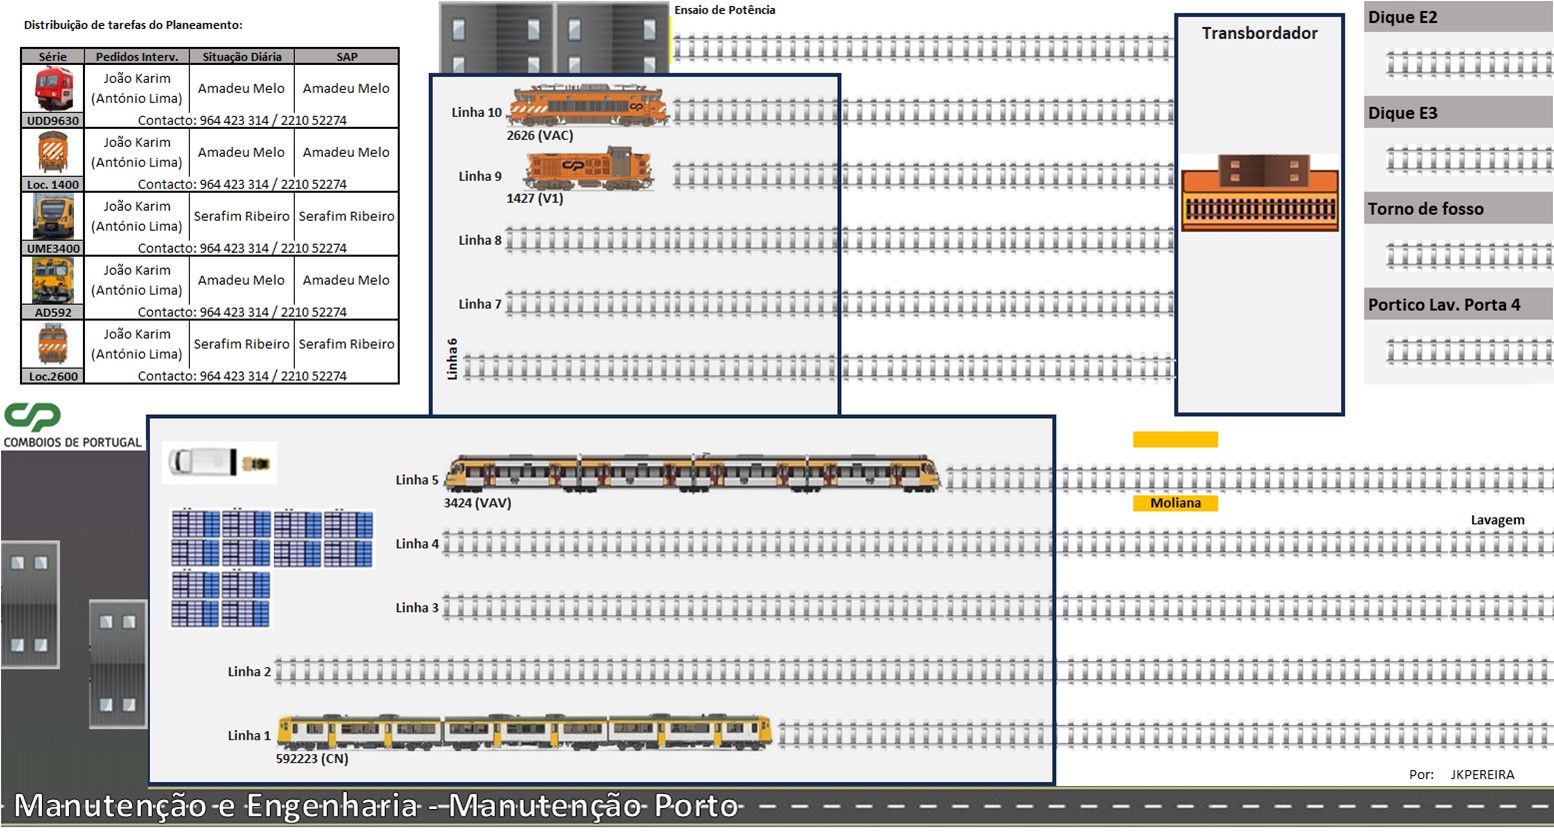 Distribuição de tarefas do Planeamento:
Série Pedidos Interv. Situação Diária SAP
João Karim
(António Lima) Amadeu Melo Amadeu Melo
UDD9630 Contacto: 964 423 314 / 2210 52274
João Karim
(António Lima) Amadeu Melo Amadeu Melo
Loc. 1400 Contacto: 964 423 314 / 2210 52274
João Karim
(António Lima) Serafim Ribeiro Serafim Ribeiro
UME3400 Contacto: 964 423 314 / 2210 52274
João Karim
(António Lima) Amadeu Melo Amadeu Melo
AD592 Contacto: 964 423 314 / 2210 52274
João Karim
(António Lima) Serafim Ribeiro Serafim Ribeiro
Loc.2600 Contacto: 964 423 314 / 2210 52274
CP
COMBOIOS DE PORTUGAL
Ensaio de Potência
Linha 10
2626 (VAC)
Linha 9
1427 (V1)
Linha 8
Linha 7
Linha 6
Transbordador
Dique E2
Dique E3
Torno de fosso
Portico Lav. Porta 4
Linha 5
3424 (VAV)
Moliana
Lavagem
Linha 4
Linha 3
Linha 2
Linha 1
592223 (CN)
Por: JKPEREIRA
Manutenção e Engenharia - Manutenção Porto